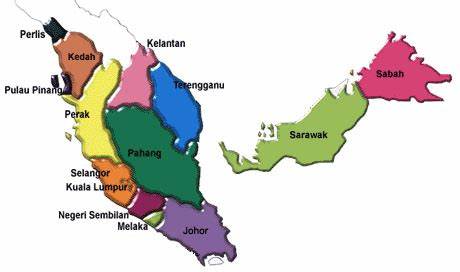 Perlis
Kelantan
Kedah
Sabah
Terengganu
Pulau Pinang
Perak
Sarawak
Pahang
Selangor
Kuala Lumpur
Negeri Sembilan
Melaka
Johor